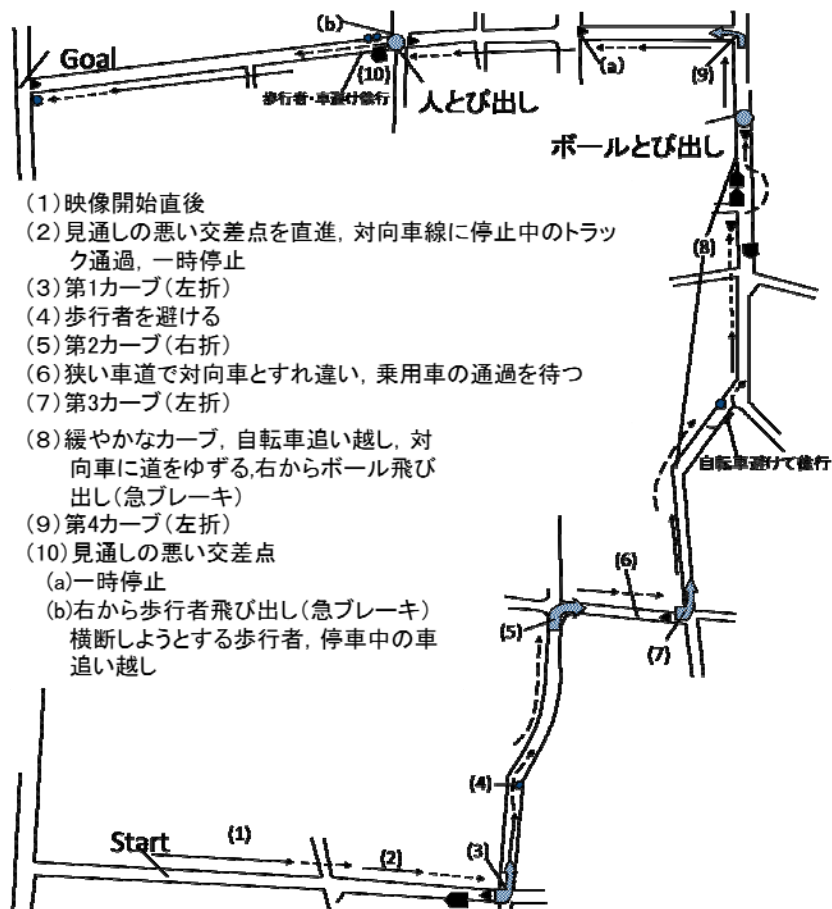 (b)
Goal
(10)
歩行者・車避け徐行
人とび出し
(a)
(9)
ボールとび出し
(1)映像開始直後
(2)見通しの悪い交差点を直進, 対向車線に停止中のトラッ
ク通過, 一時停止
(3)第1カーブ(左折)
(4)歩行者を避ける
(5)第2カーブ(右折)
(6)狭い車道で対向車とすれ違い, 乗用車の通過を待つ
(7)第3カーブ(左折)
(8)緩やかなカーブ, 自転車追い越し, 対
向車に道をゆずる,右からボール飛び
出し(急ブレーキ)
(9)第4カーブ(左折)
(10)見通しの悪い交差点
(a)一時停止
(b)右から歩行者飛び出し(急ブレーキ)
横断しようとする歩行者, 停車中の車
追い越し
(8)
自転車避けて徐行
(6)
(5)
(7)
(4)
Start
(1)
(2)
(3)